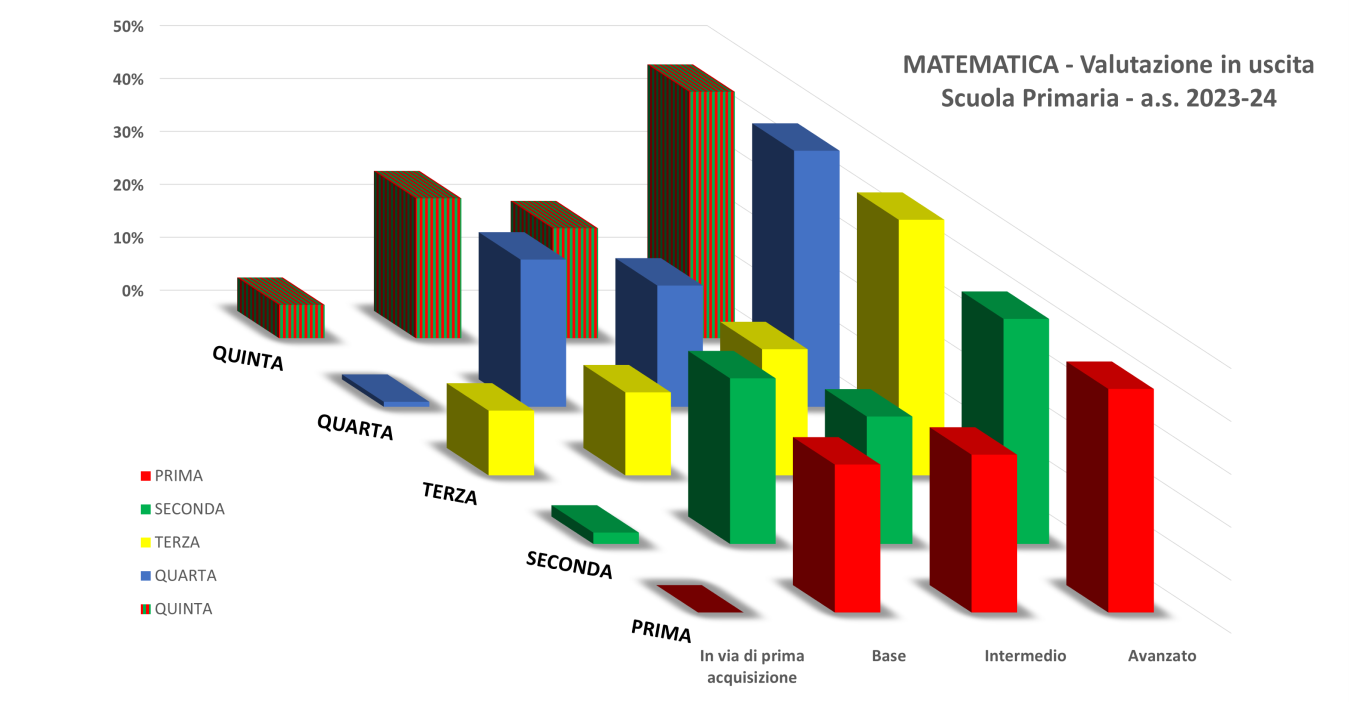 50%
40%
30%
20%
10%
0%
MATEMATICA - Valutazione in uscita
Scuola Primaria - a.s. 2023-24
QUINTA
QUARTA
TERZA
SECONDA
PRIMA
PRIMA
SECONDA
TERZA
QUARTA
QUINTA
In via di prima
acquisizione
Base
Intermedio
Avanzato